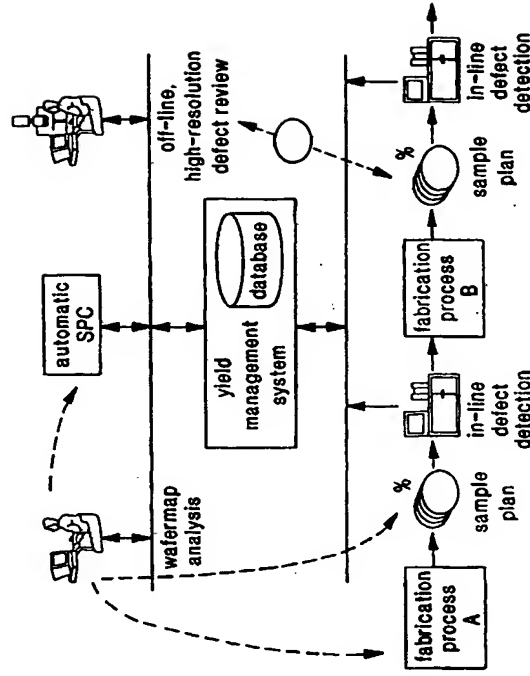 automatic
SPC
wafermap
analysis
off-line,
high-resolution
defect review
yield
management
system
database
fabrication
process
A
%
sample
plan
in-line
defect
detection
fabrication
process
B
%
sample
plan
in-line
defect
detection